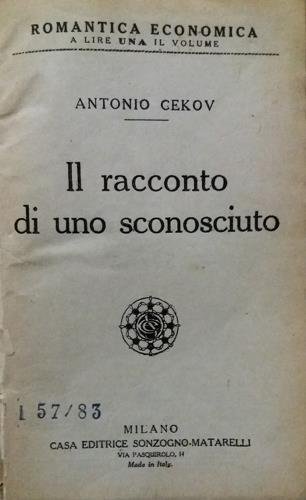 ROMANTICA ECONOMICA
A LIRE UNA IL VOLUME
ANTONIO CEKOV
Il racconto
di uno sconosciuto
1 57/83
MILANO
CASA EDITRICE SONZOGNO-MATARELLI
VIA PASQUIROLO, 14
Made in Italy.